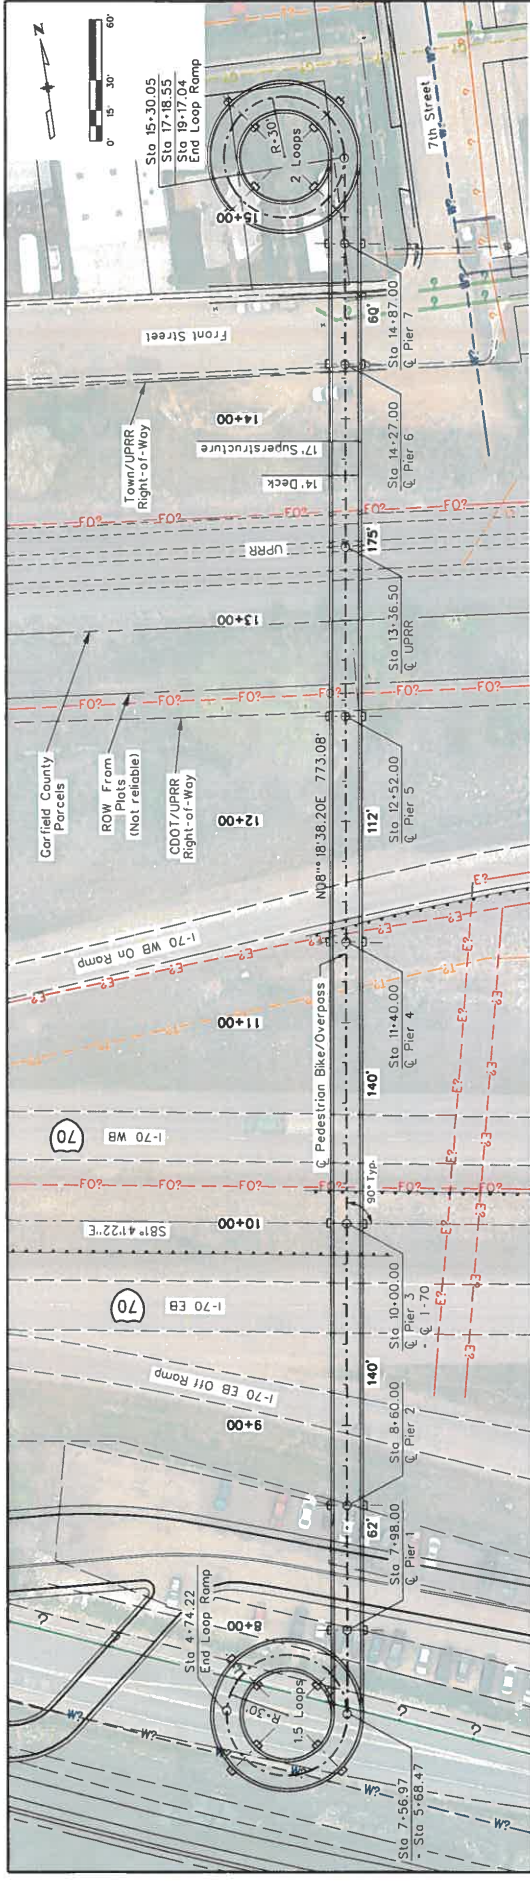 Sta 4+74.22
End Loop Ramp
R=30'
1.5 Loops
Sta 7+56.97
= Sta 5+68.47
8+00
Sta 7+98.00
℄ Pier 1
62'
Sta 8+60.00
℄ Pier 2
9+00
I-70 EB Off Ramp
140'
I-70 EB
70
Sta 10+00.00
℄ Pier 3
= ℄ I-70
10+00
S81°41'22"E
90° Typ.
I-70 WB
70
℄ Pedestrian Bike/Overpass
140'
11+00
Sta 11+40.00
℄ Pier 4
I-70 WB On Ramp
N08°° 18'38.20E 773.08'
112'
12+00
Sta 12+52.00
℄ Pier 5
CDOT/UPRR
Right-of-Way
ROW From
Plats
(Not reliable)
Garfield County
Parcels
13+00
Sta 13+36.50
℄ UPRR
175'
UPRR
14' Deck
17' Superstructure
14+00
Town/UPRR
Right-of-Way
Sta 14+27.00
℄ Pier 6
60'
Front Street
Sta 14+87.00
℄ Pier 7
15+00
R=30'
2 Loops
Sta 15+30.05
Sta 17+18.55
Sta 19+17.04
End Loop Ramp
7th Street
0' 15' 30' 60'
N
W?
W?
W?
W?
W?
W?
E?
E?
E?
E?
E?
E?
FO?
FO?
FO?
FO?
FO?
FO?